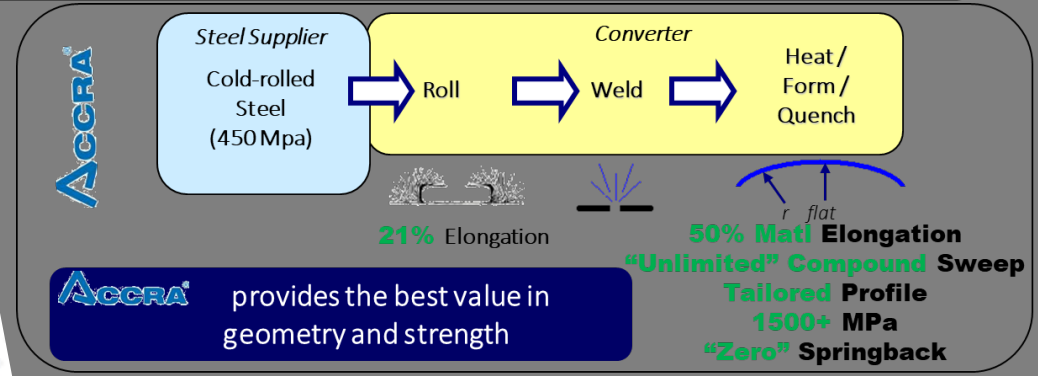 ACCRA
Steel Supplier
Cold-rolled
Steel
(450 Mpa)
Converter
Roll
Weld
Heat /
Form /
Quench
r flat
21% Elongation
50% Matl Elongation
“Unlimited” Compound Sweep
Tailored Profile
1500+ MPa
“Zero” Springback
ACCRA® provides the best value in
geometry and strength